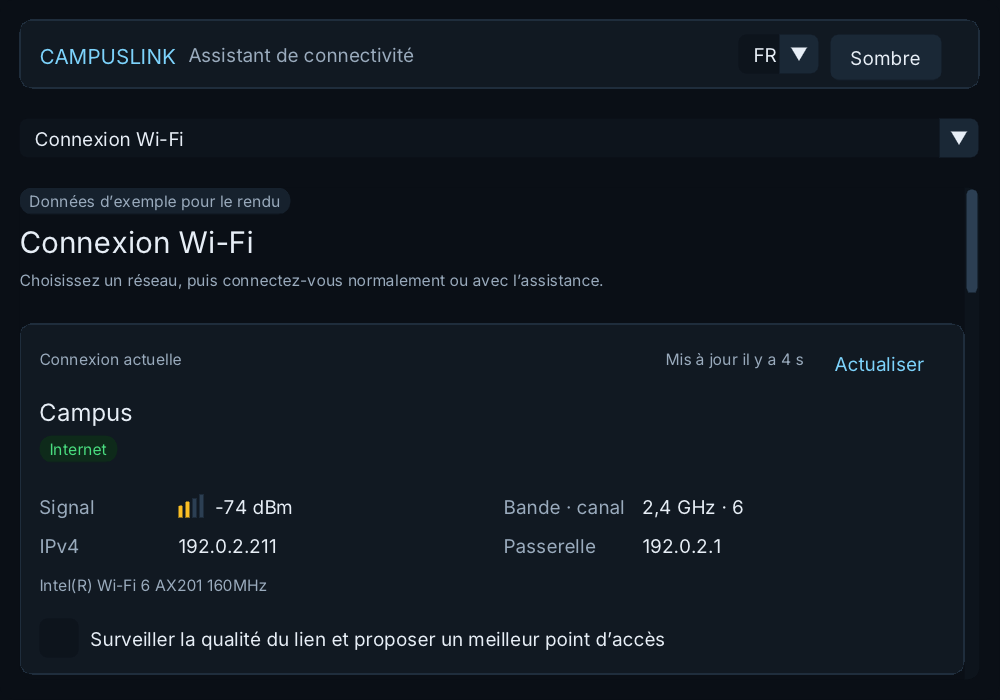 CAMPUSLINK Assistant de connectivité FR ▼ Sombre
Connexion Wi-Fi ▼
Données d’exemple pour le rendu
Connexion Wi-Fi
Choisissez un réseau, puis connectez-vous normalement ou avec l’assistance.
Connexion actuelle Mis à jour il y a 4 s Actualiser
Campus
Internet
Signal -74 dBm Bande · canal 2,4 GHz · 6
IPv4 192.0.2.211 Passerelle 192.0.2.1
Intel(R) Wi-Fi 6 AX201 160MHz
Surveiller la qualité du lien et proposer un meilleur point d’accès